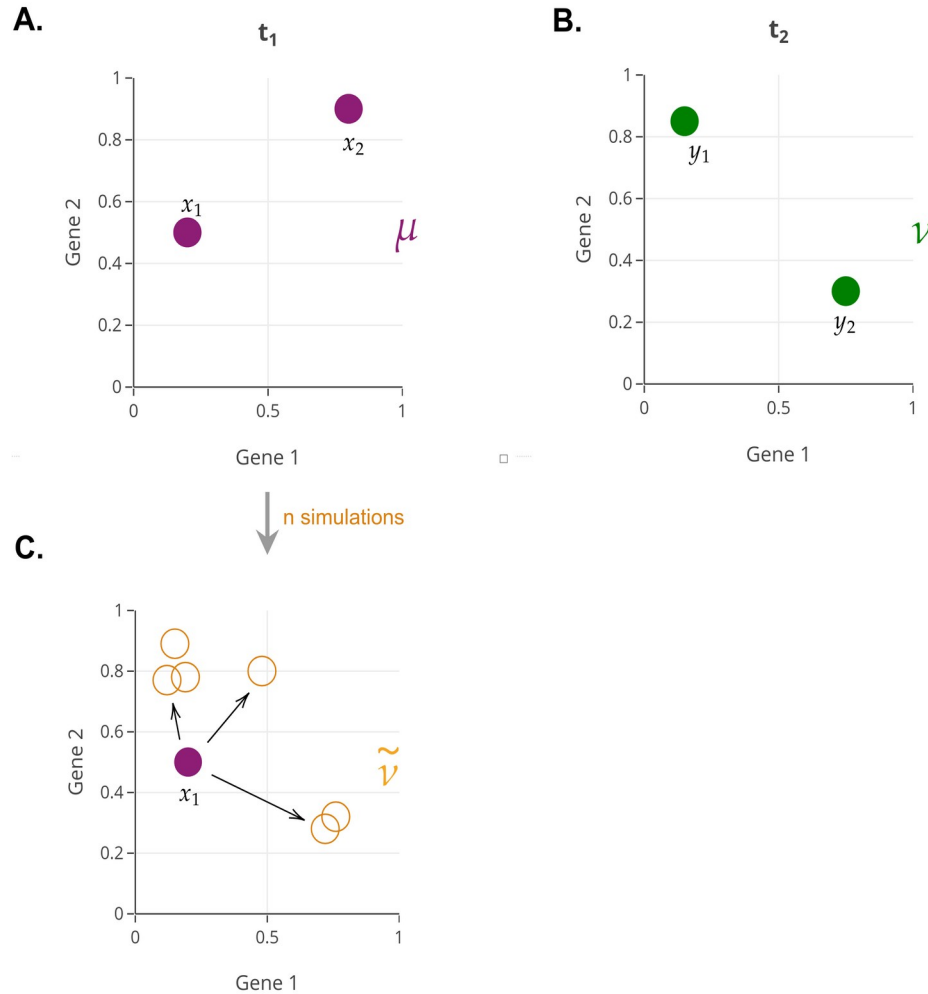 A.
t₁
1
0.8
0.6
0.4
0.2
0
Gene 2
x₂
x₁
μ
0
0.5
1
Gene 1
B.
t₂
1
0.8
0.6
0.4
0.2
0
Gene 2
y₁
y₂
ν
0
0.5
1
Gene 1
n simulations
C.
1
0.8
0.6
0.4
0.2
0
Gene 2
x₁
ν̃
0
0.5
1
Gene 1